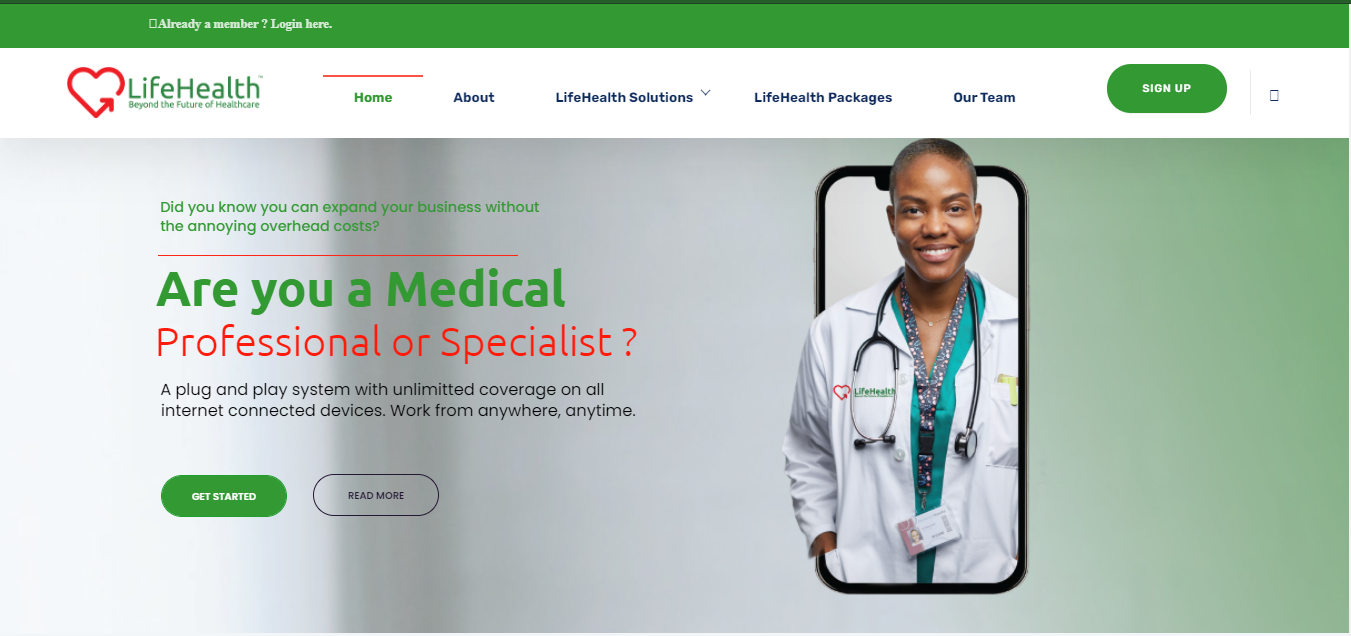 Already a member ? Login here.
LifeHealth™
Beyond the Future of Healthcare
Home
About
LifeHealth Solutions
LifeHealth Packages
Our Team
SIGN UP
Did you know you can expand your business without
the annoying overhead costs?
Are you a Medical
Professional or Specialist ?
A plug and play system with unlimitted coverage on all
internet connected devices. Work from anywhere, anytime.
LifeHealth
GET STARTED
READ MORE